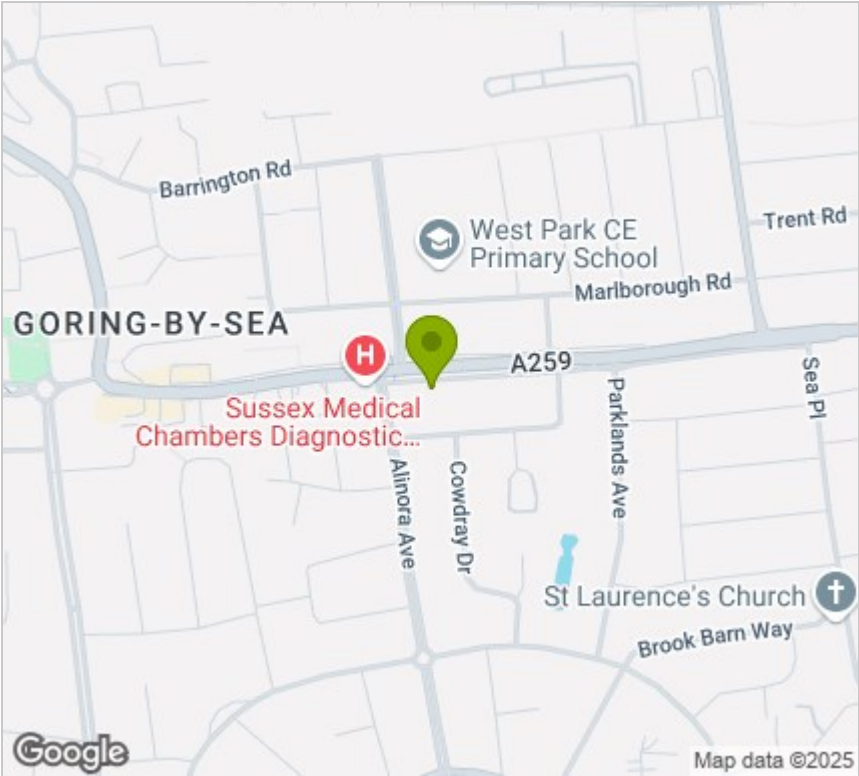 Barrington Rd
West Park CE
Primary School
Trent Rd
Marlborough Rd
GORING-BY-SEA
H
A259
Sussex Medical
Chambers Diagnostic...
Sea Pl
Parklands Ave
Alinora Ave
Cowdray Dr
St Laurence's Church
Brook Barn Way
Google
Map data ©2025